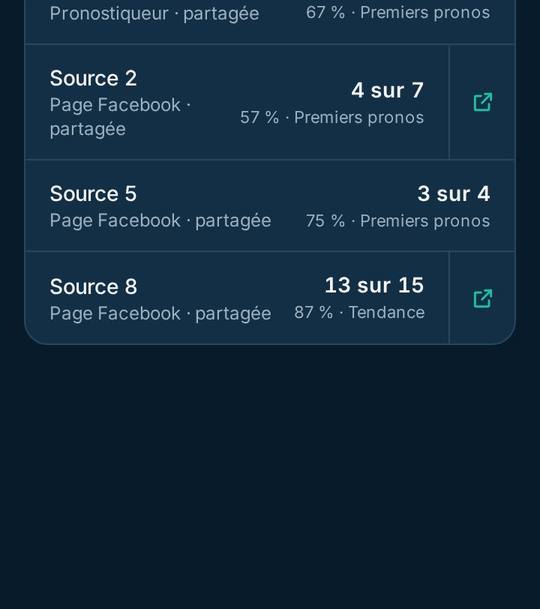 Pronostiqueur · partagée
67 % · Premiers pronos
Source 2
Page Facebook ·
partagée
4 sur 7
57 % · Premiers pronos
Source 5
Page Facebook · partagée
3 sur 4
75 % · Premiers pronos
Source 8
Page Facebook · partagée
13 sur 15
87 % · Tendance